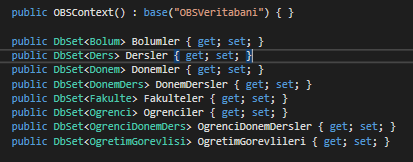 public OBSContext() : base("OBSVeritabani") { }
public DbSet<Bolum> Bolumler { get; set; }
public DbSet<Ders> Dersler { get; set; }
public DbSet<Donem> Donemler { get; set; }
public DbSet<DonemDers> DonemDersler { get; set; }
public DbSet<Fakulte> Fakulteler { get; set; }
public DbSet<Ogrenci> Ogrenciler { get; set; }
public DbSet<OgrenciDonemDers> OgrenciDonemDersler { get; set; }
public DbSet<OgretimGorevlisi> OgretimGorevlileri { get; set; }